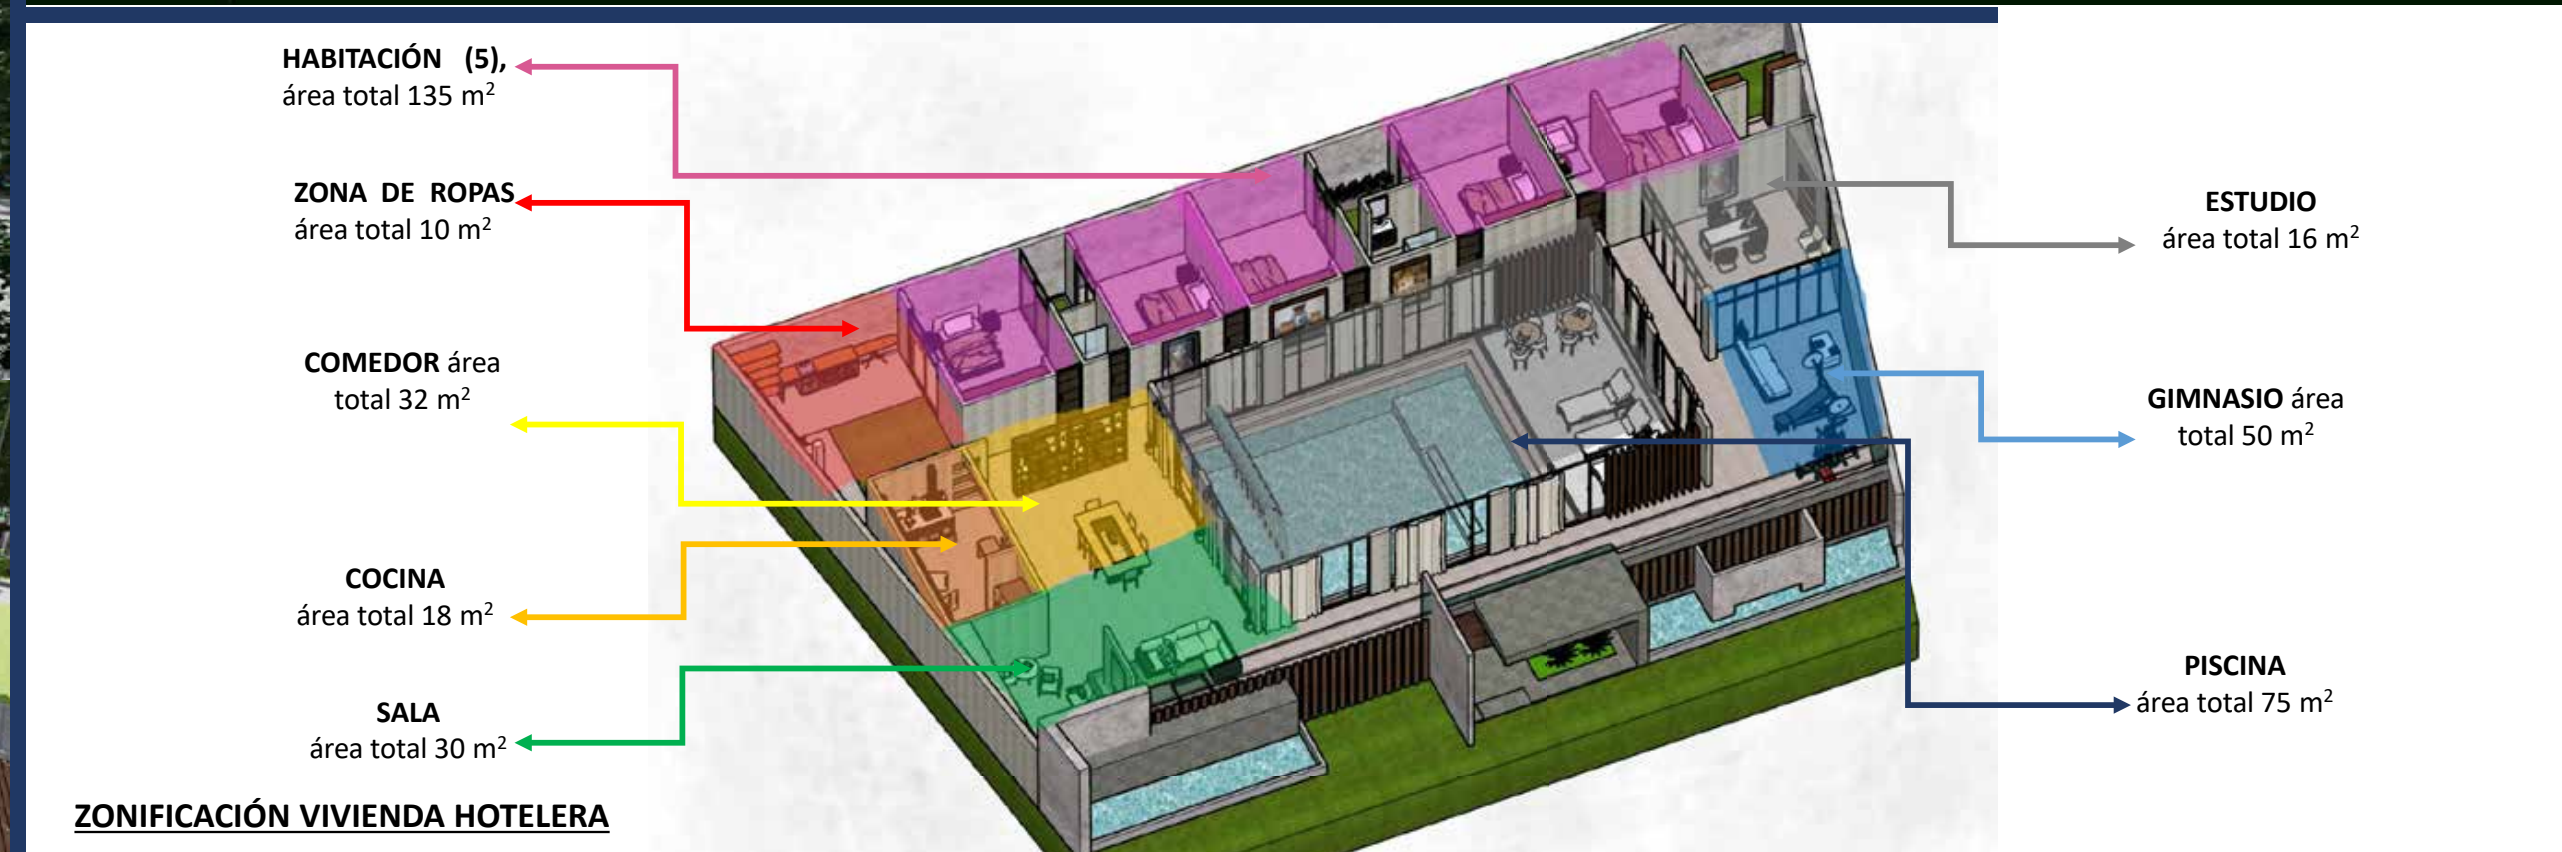 HABITACIÓN (5),
área total 135 m²
ZONA DE ROPAS
área total 10 m²
COMEDOR área
total 32 m²
COCINA
área total 18 m²
SALA
área total 30 m²
ZONIFICACIÓN VIVIENDA HOTELERA
ESTUDIO
área total 16 m²
GIMNASIO área
total 50 m²
PISCINA
área total 75 m²